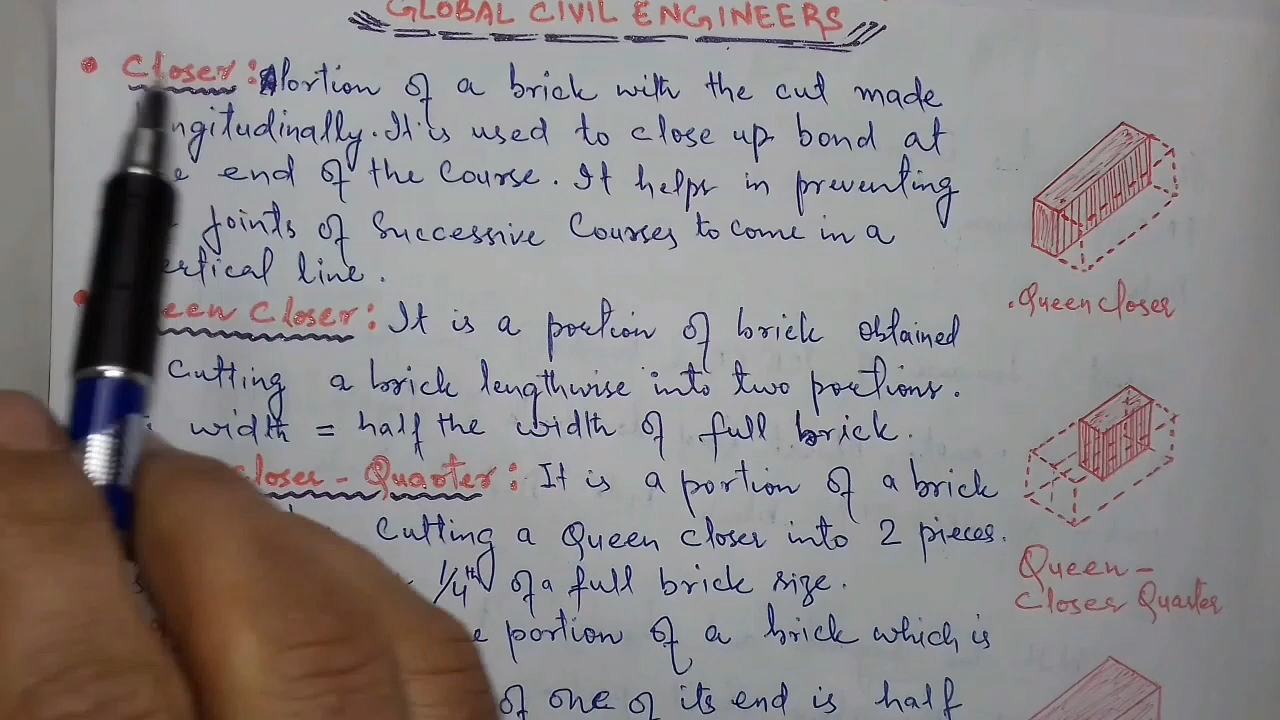 GLOBAL CIVIL ENGINEERS
• Closer: Portion of a brick with the cut made
ngitudinally. It is used to close up bond at
e end of the Course. It helps in preventing
joints of Successive Courses to come in a
ertical line.
Queen closer
een Closer: It is a portion of brick obtained
Cutting a brick lengthwise into two portions.
width = half the width of full brick.
Closer - Quarter: It is a portion of a brick
Cutting a Queen closer into 2 pieces.
1/4th of a full brick size.
Queen-
Closer Quarter
e portion of a brick which is
of one of its end is half